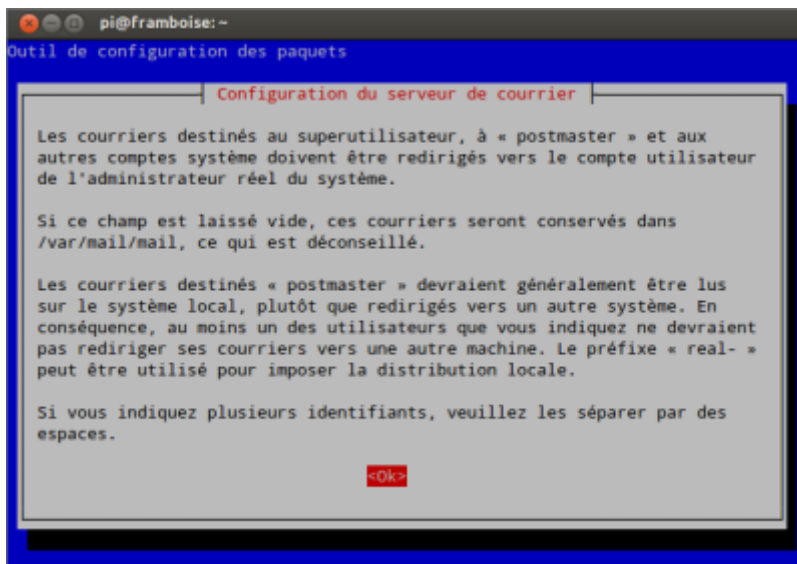 pi@framboise: ~
Outil de configuration des paquets
Configuration du serveur de courrier
Les courriers destinés au superutilisateur, à « postmaster » et aux
autres comptes système doivent être redirigés vers le compte utilisateur
de l'administrateur réel du système.
Si ce champ est laissé vide, ces courriers seront conservés dans
/var/mail/mail, ce qui est déconseillé.
Les courriers destinés « postmaster » devraient généralement être lus
sur le système local, plutôt que redirigés vers un autre système. En
conséquence, au moins un des utilisateurs que vous indiquez ne devraient
pas rediriger ses courriers vers une autre machine. Le préfixe « real- »
peut être utilisé pour imposer la distribution locale.
Si vous indiquez plusieurs identifiants, veuillez les séparer par des
espaces.
<Ok>